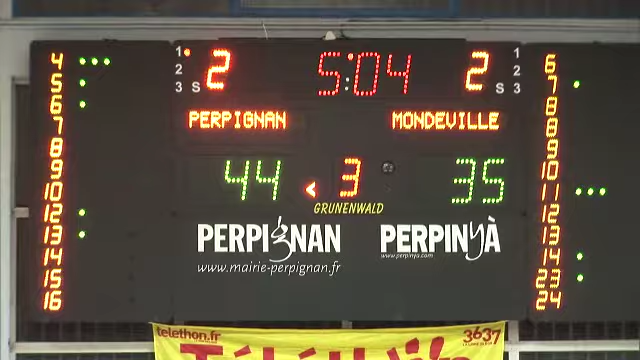 4 1 2 5:04 2 1 6
5 2 2 7
6 3 S S 3 8
7 PERPIGNAN MONDEVILLE 8
8 9
9 44 < 3 35 10
10 11
12 GRUNENWALD 12
13 PERPIGNAN PERPINYÀ 13
14 www.mairie-perpignan.fr www.perpinya.com 14
15 23
16 24
telethon.fr 3637